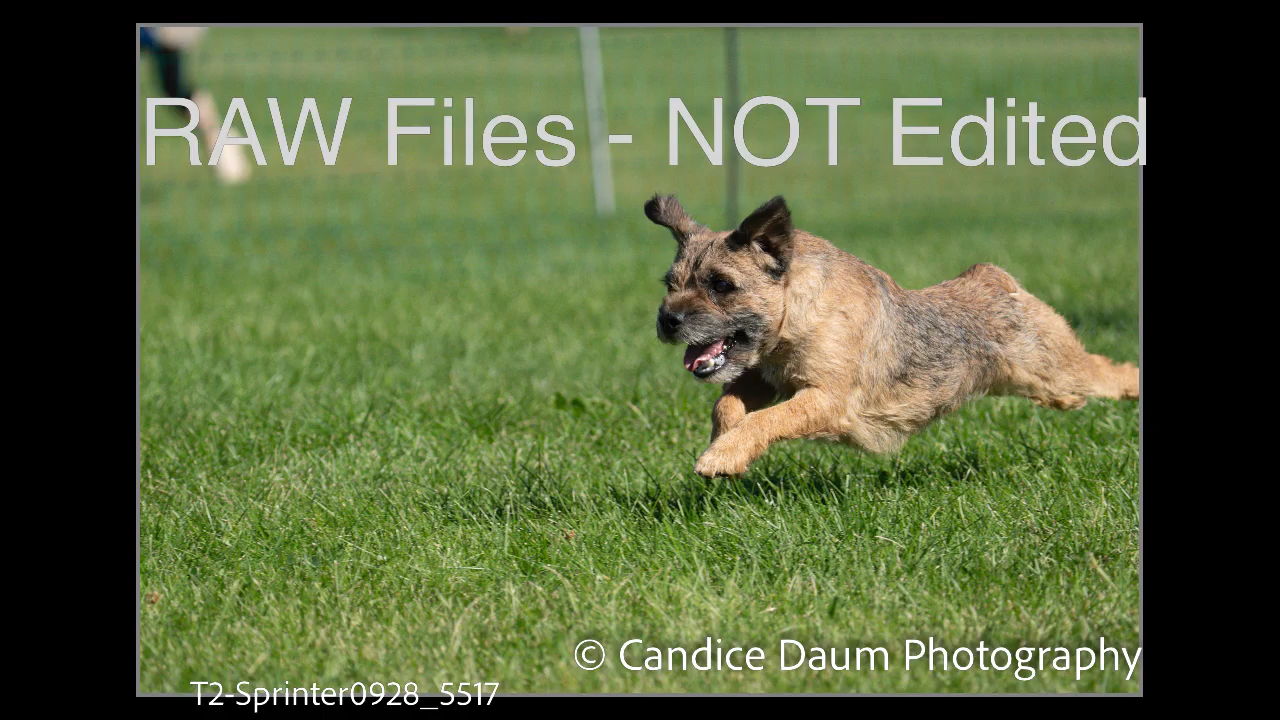 RAW Files - NOT Edited
© Candice Daum Photography
T2-Sprinter0928_5517